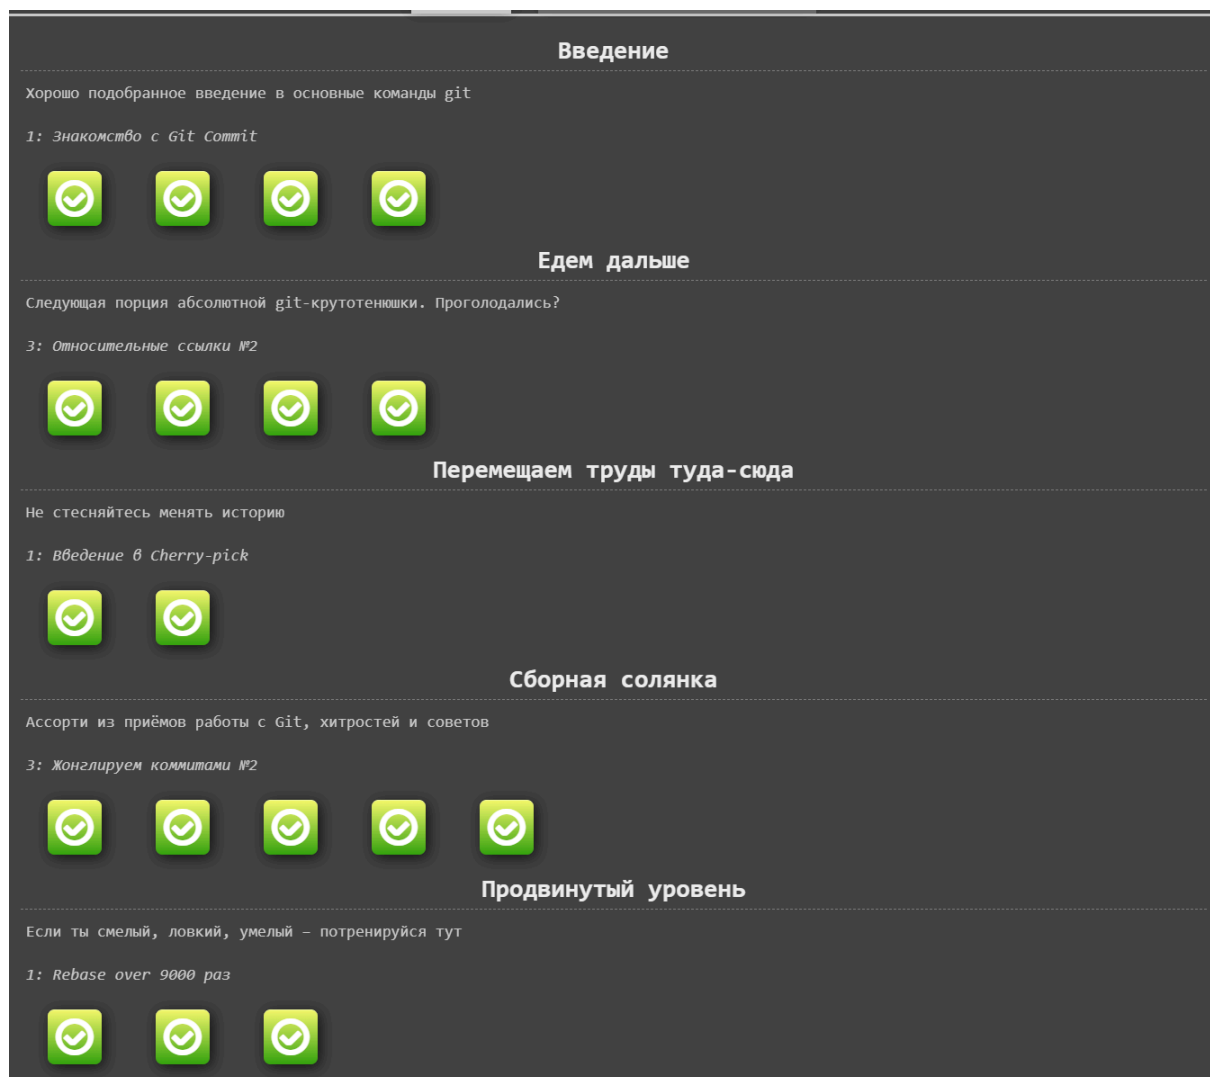 Введение
Хорошо подобранное введение в основные команды git
1: Знакомство с Git Commit
Едем дальше
Следующая порция абсолютной git-крутотенюшки. Проголодались?
3: Относительные ссылки №2
Перемещаем труды туда-сюда
Не стесняйтесь менять историю
1: Введение в Cherry-pick
Сборная солянка
Ассорти из приёмов работы с Git, хитростей и советов
3: Жонглируем коммитами №2
Продвинутый уровень
Если ты смелый, ловкий, умелый – потренируйся тут
1: Rebase over 9000 раз